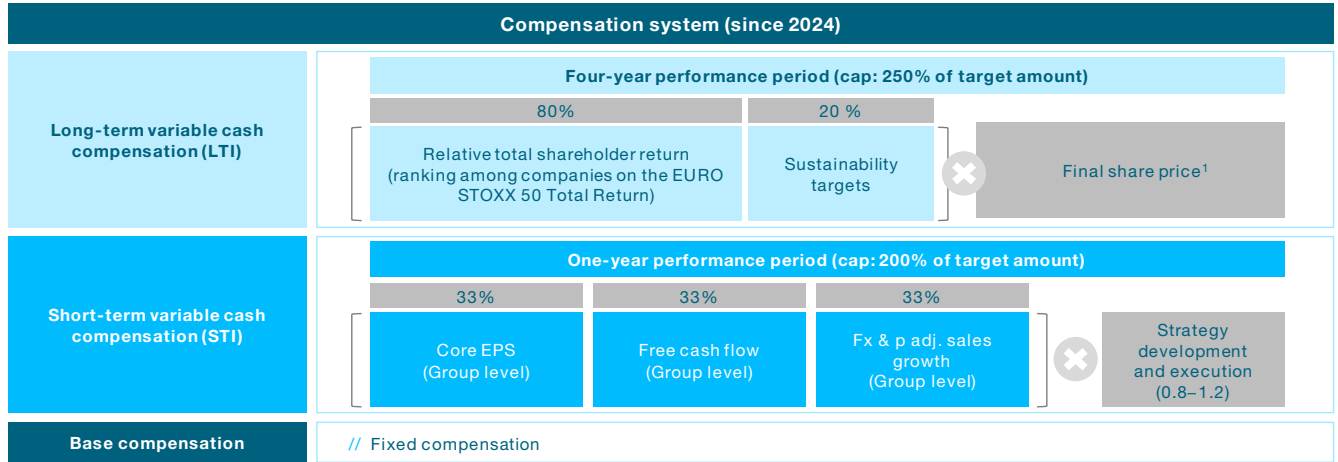 Compensation system (since 2024)
Long-term variable cash
compensation (LTI)
Four-year performance period (cap: 250% of target amount)
80%
20 %
Relative total shareholder return
(ranking among companies on the EURO
STOXX 50 Total Return)
Sustainability
targets
Final share price¹
Short-term variable cash
compensation (STI)
One-year performance period (cap: 200% of target amount)
33%
33%
33%
Core EPS
(Group level)
Free cash flow
(Group level)
Fx & p adj. sales
growth
(Group level)
Strategy
development
and execution
(0.8–1.2)
Base compensation
// Fixed compensation